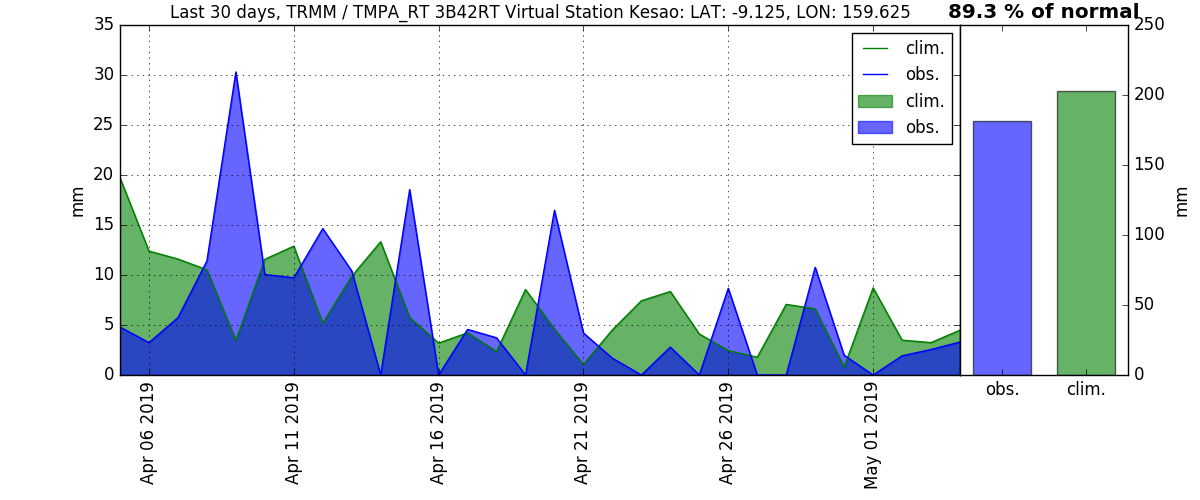 Last 30 days, TRMM / TMPA_RT 3B42RT Virtual Station Kesao: LAT: -9.125, LON: 159.625
89.3 % of normal
35
30
25
20
15
10
5
0
mm
clim.
obs.
clim.
obs.
Apr 06 2019
Apr 11 2019
Apr 16 2019
Apr 21 2019
Apr 26 2019
May 01 2019
250
200
150
100
50
0
mm
obs.
clim.